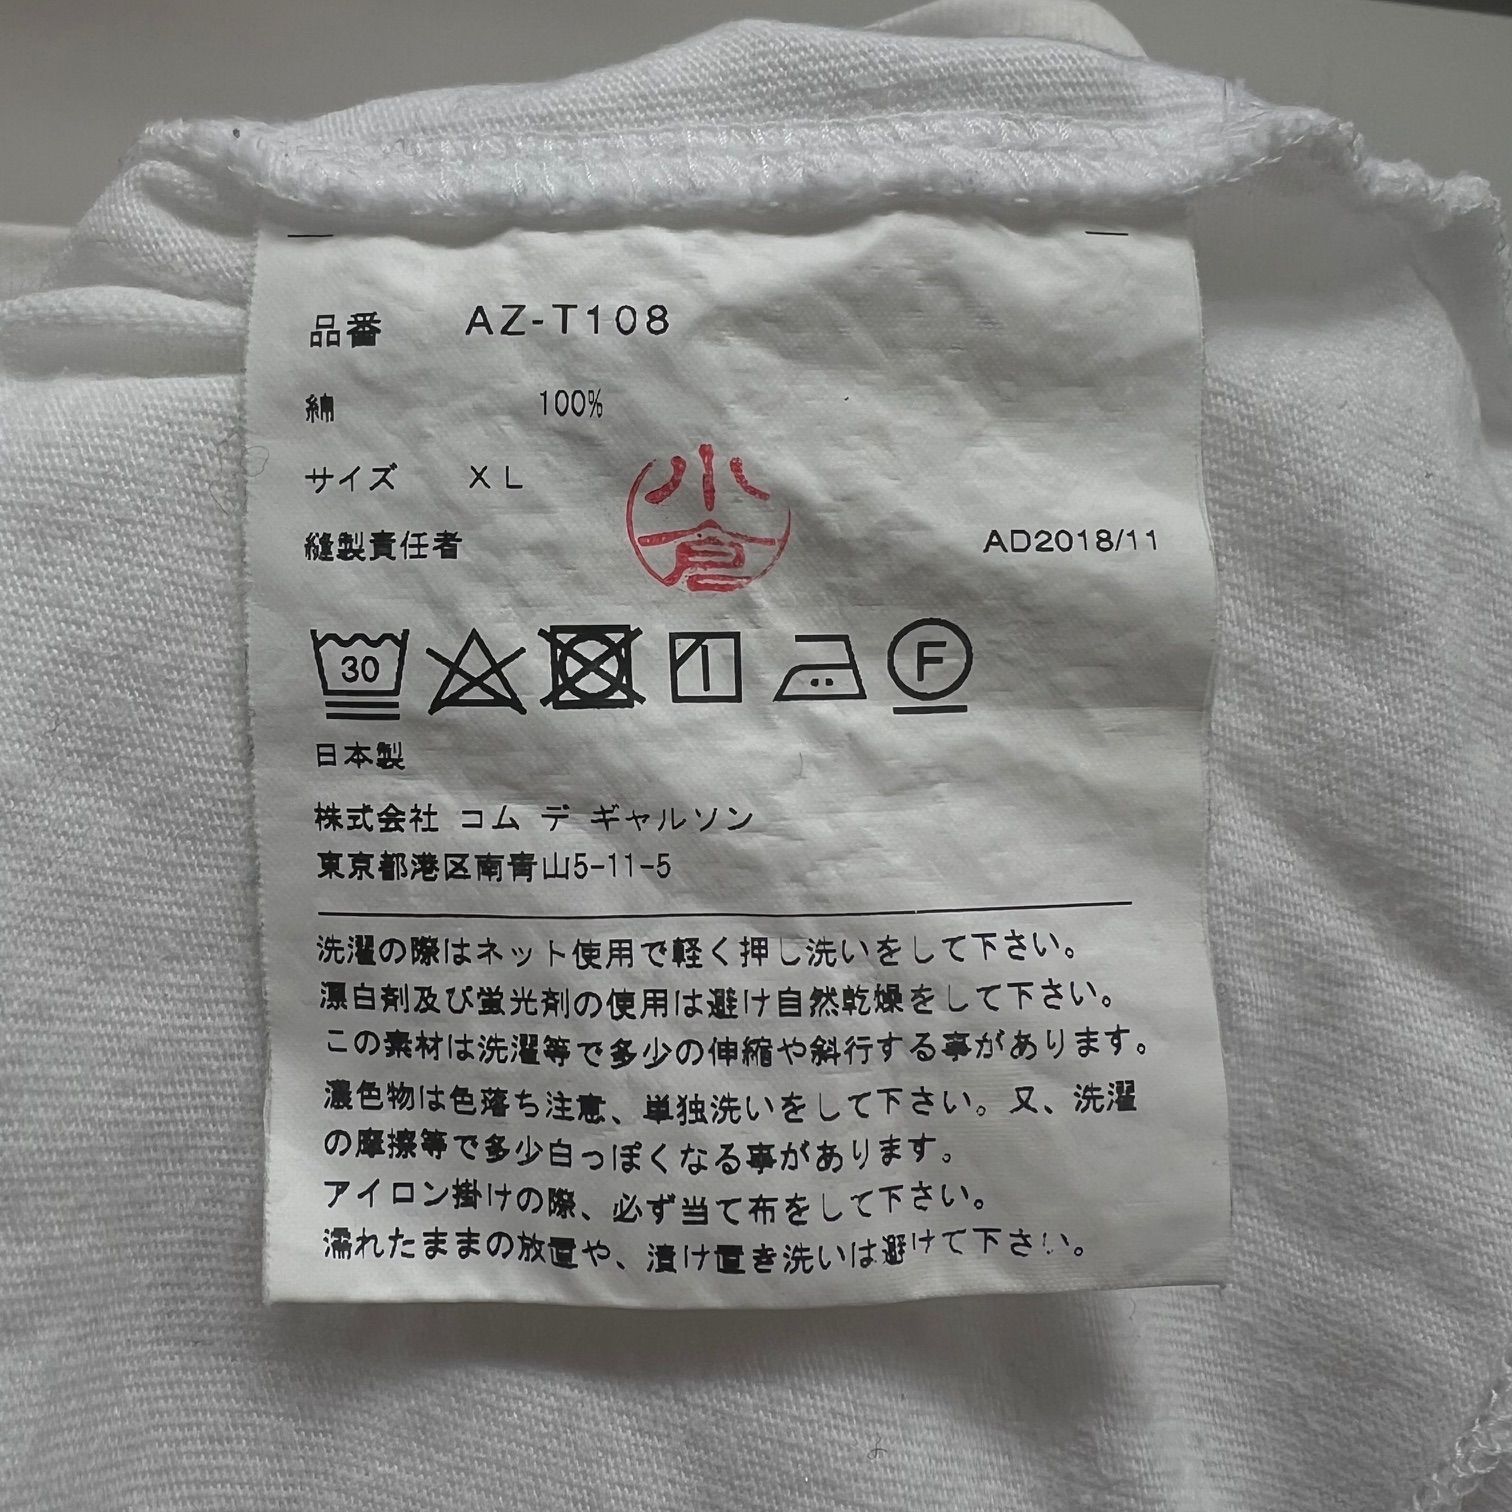 品番 AZ-T108
綿 100%
サイズ XL
縫製責任者 小倉 AD2018/11
30 F
日本製
株式会社 コム デ ギャルソン
東京都港区南青山5-11-5
洗濯の際はネット使用で軽く押し洗いをして下さい。
漂白剤及び蛍光剤の使用は避け自然乾燥をして下さい。
この素材は洗濯等で多少の伸縮や斜行する事があります。
濃色物は色落ち注意、単独洗いをして下さい。又、洗濯
の摩擦等で多少白っぽくなる事があります。
アイロン掛けの際、必ず当て布をして下さい。
濡れたままの放置や、漬け置き洗いは避けて下さい。